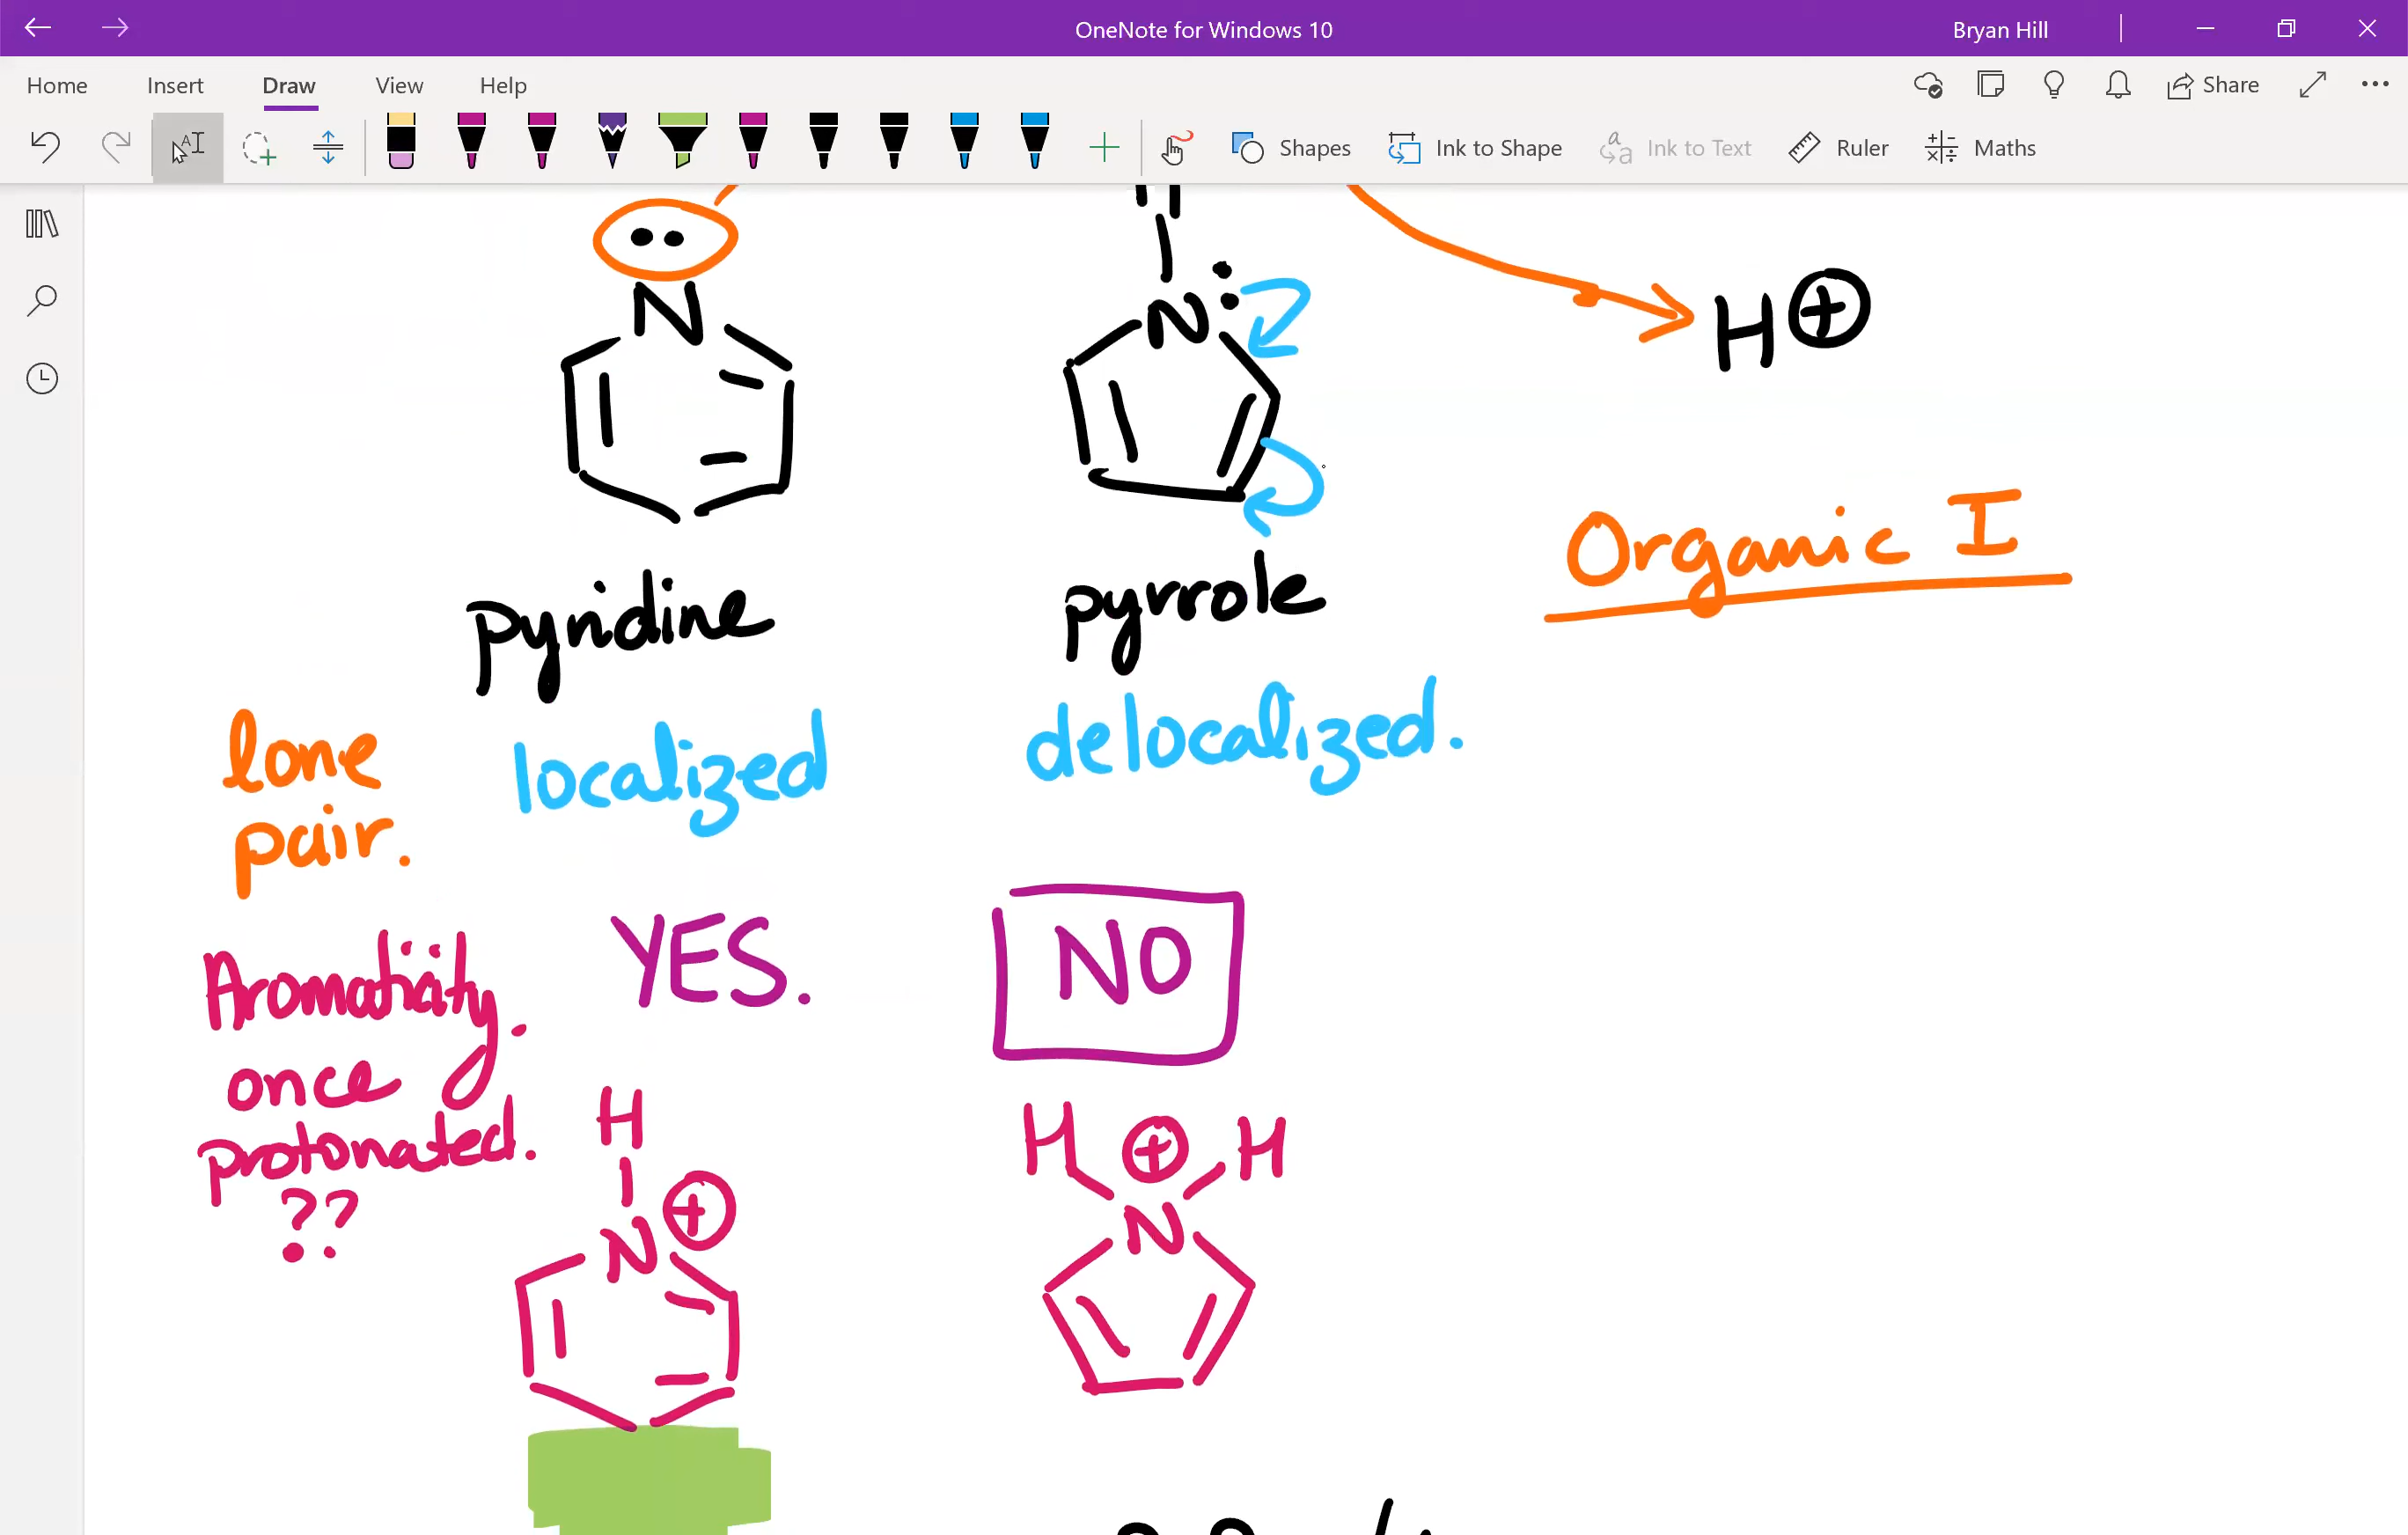 OneNote for Windows 10
Bryan Hill
Home Insert Draw View Help
Share
Shapes Ink to Shape Ink to Text Ruler Maths
H
N
N
H +
Organic I
pyridine pyrrole
lone pair.
localized delocalized.
Aromaticity once protonated. ??
YES. NO
H
N +
H + H
N